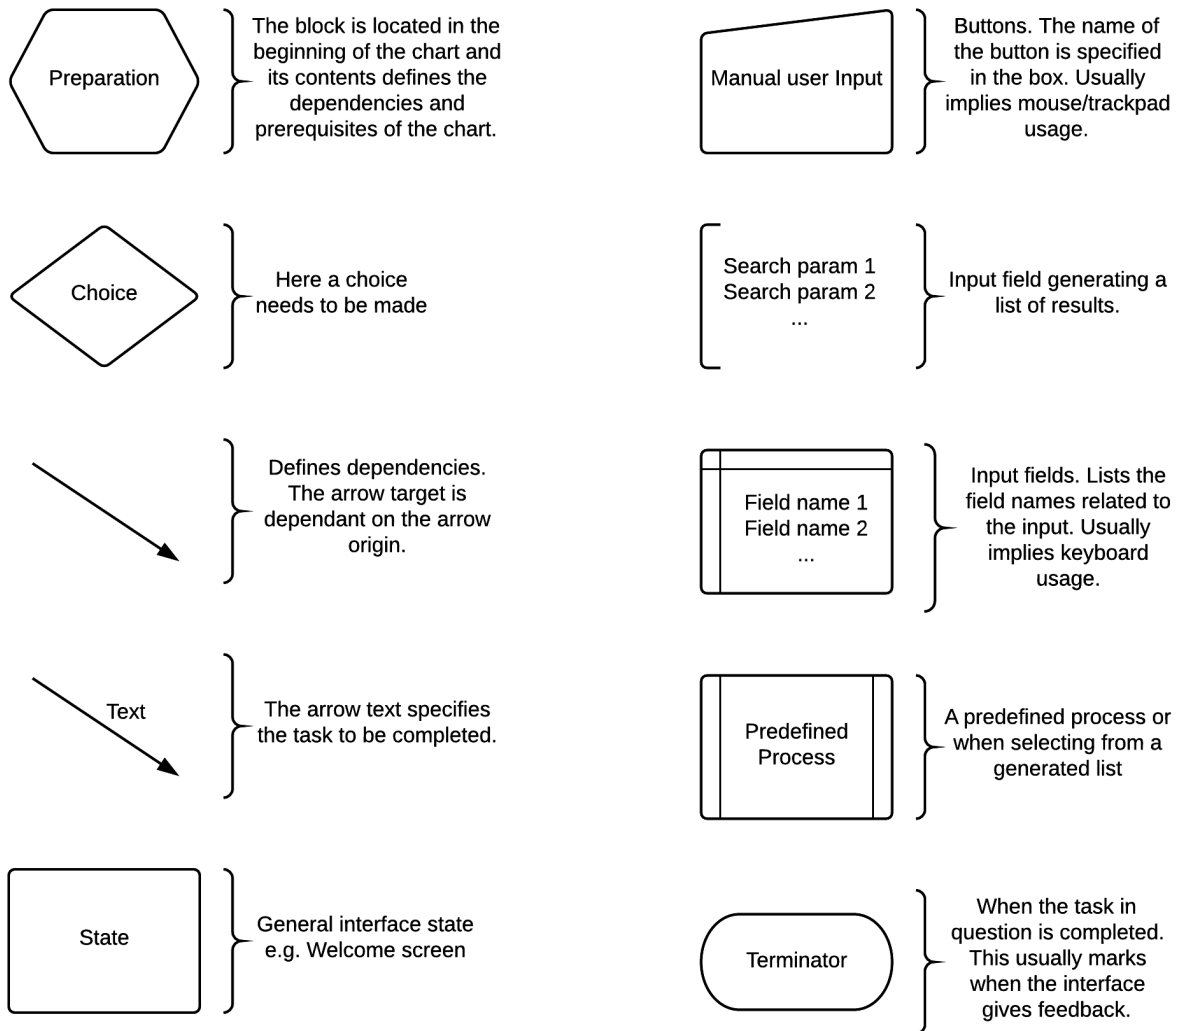 Preparation
The block is located in the
beginning of the chart and
its contents defines the
dependencies and
prerequisites of the chart.
Choice
Here a choice
needs to be made
Defines dependencies.
The arrow target is
dependant on the arrow
origin.
Text
The arrow text specifies
the task to be completed.
State
General interface state
e.g. Welcome screen
Manual user Input
Buttons. The name of
the button is specified
in the box. Usually
implies mouse/trackpad
usage.
Search param 1
Search param 2
...
Input field generating a
list of results.
Field name 1
Field name 2
...
Input fields. Lists the
field names related to
the input. Usually
implies keyboard
usage.
Predefined
Process
A predefined process or
when selecting from a
generated list
Terminator
When the task in
question is completed.
This usually marks
when the interface
gives feedback.